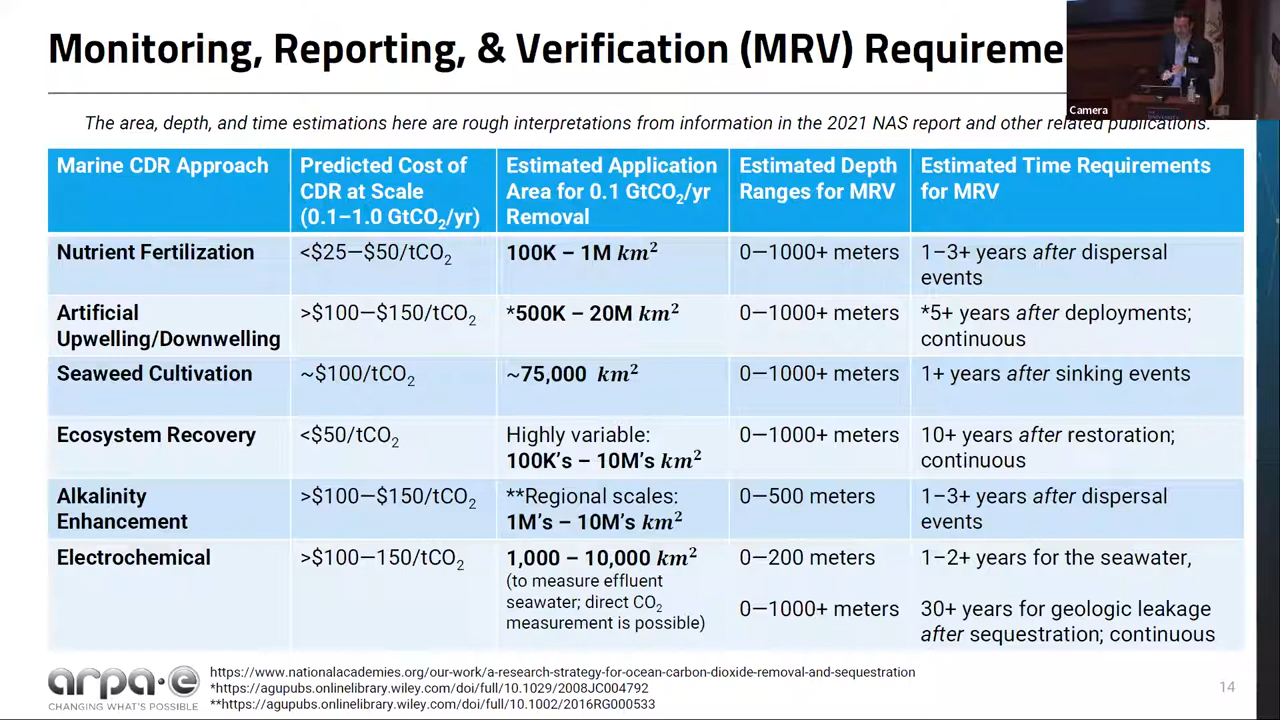 Monitoring, Reporting, & Verification (MRV) Requireme
Camera
The area, depth, and time estimation here are rough interpretations from information in the 2021 NAS report and other related publications.
Marine CDR Approach
Predicted Cost of
CDR at Scale
(0.1–1.0 GtCO₂/yr)
Estimated Application
Area for 0.1 GtCO₂/yr
Removal
Estimated Depth
Ranges for MRV
Estimated Time Requirements
for MRV
Nutrient Fertilization
<$25—$50/tCO₂
100K – 1M km²
0—1000+ meters
1–3+ years after dispersal
events
Artificial
Upwelling/Downwelling
>$100—$150/tCO₂
*500K – 20M km²
0—1000+ meters
*5+ years after deployments;
continuous
Seaweed Cultivation
~$100/tCO₂
~75,000 km²
0—1000+ meters
1+ years after sinking events
Ecosystem Recovery
<$50/tCO₂
Highly variable:
100K's – 10M's km²
0—1000+ meters
10+ years after restoration;
continuous
Alkalinity
Enhancement
>$100—$150/tCO₂
**Regional scales:
1M's – 10M's km²
0—500 meters
1–3+ years after dispersal
events
Electrochemical
>$100—150/tCO₂
1,000 – 10,000 km²
(to measure effluent
seawater; direct CO₂
measurement is possible)
0—200 meters
0—1000+ meters
1–2+ years for the seawater,
30+ years for geologic leakage
after sequestration; continuous
arpa·e
CHANGING WHAT'S POSSIBLE
https://www.nationalacademies.org/our-work/a-research-strategy-for-ocean-carbon-dioxide-removal-and-sequestration
*https://agupubs.onlinelibrary.wiley.com/doi/full/10.1029/2008JC004792
**https://agupubs.onlinelibrary.wiley.com/doi/full/10.1002/2016RG000533
14